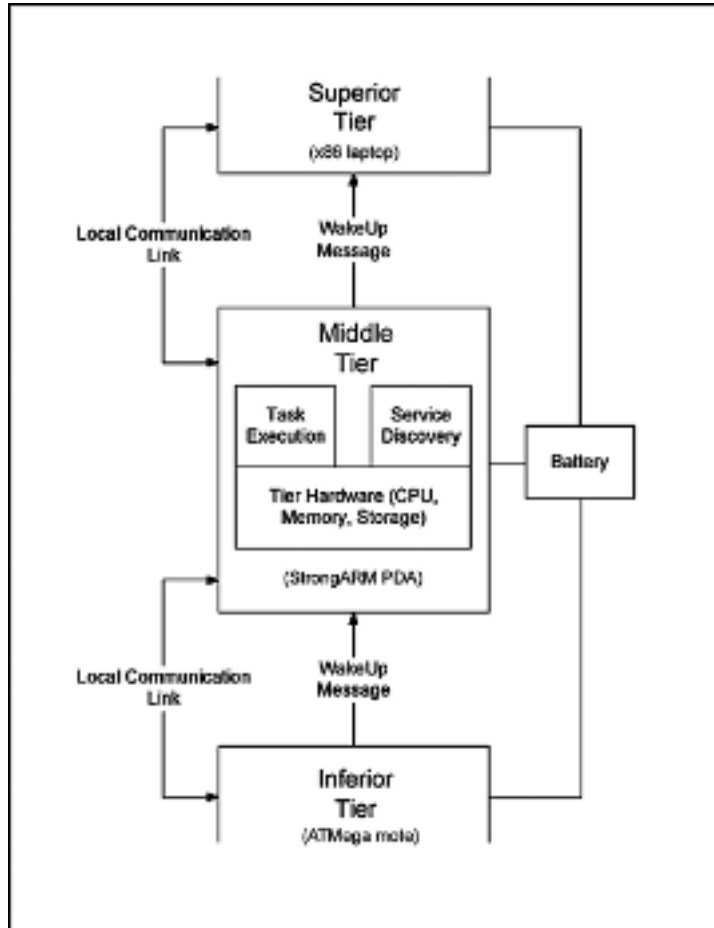 Superior
Tier
(x86 laptop)
Local Communication
Link
WakeUp
Message
Middle
Tier
Task
Execution
Service
Discovery
Battery
Tier Hardware (CPU,
Memory, Storage)
(StrongARM PDA)
Local Communication
Link
WakeUp
Message
Inferior
Tier
(ATMega mote)